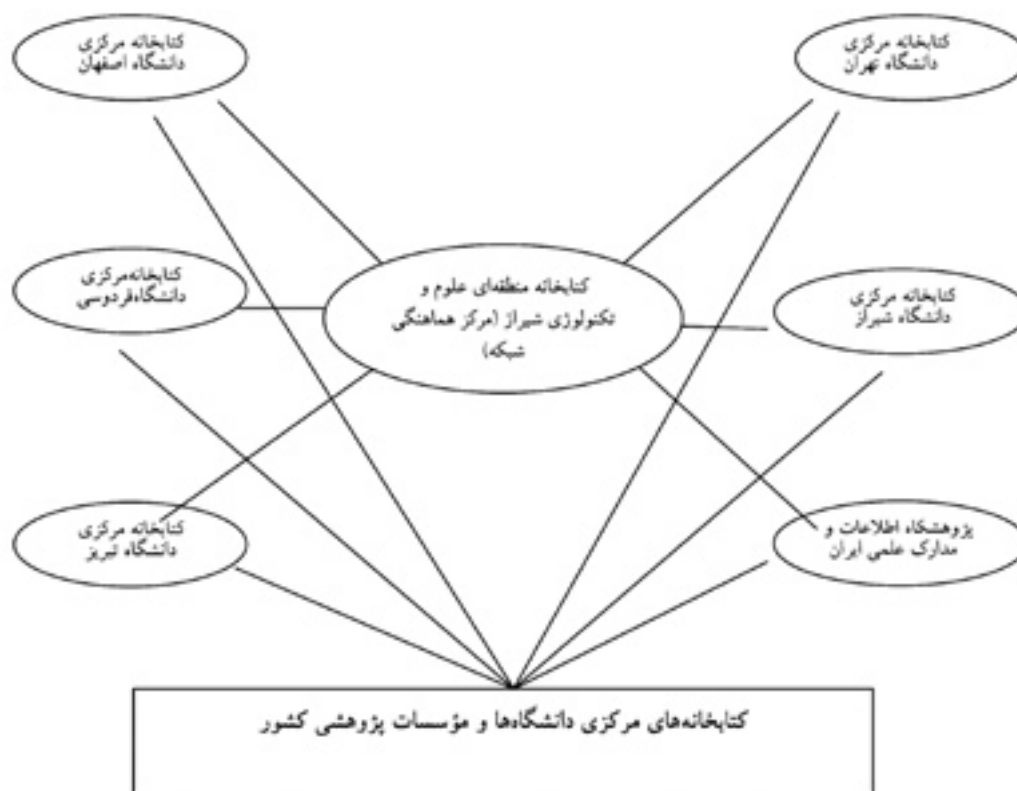 کتابخانه مرکزی
دانشگاه تهران
کتابخانه مرکزی
دانشگاه اصفهان
کتابخانه منطقه‌ای علوم و
تکنولوژی شیراز (مرکز هماهنگی
شبکه)
کتابخانه مرکزی
دانشگاه شیراز
کتابخانه‌مرکزی
دانشگاه‌فردوسی
پژوهشگاه اطلاعات و
مدارک علمی ایران
کتابخانه مرکزی
دانشگاه تبریز
کتابخانه‌های مرکزی دانشگاه‌ها و مؤسسات پژوهشی کشور